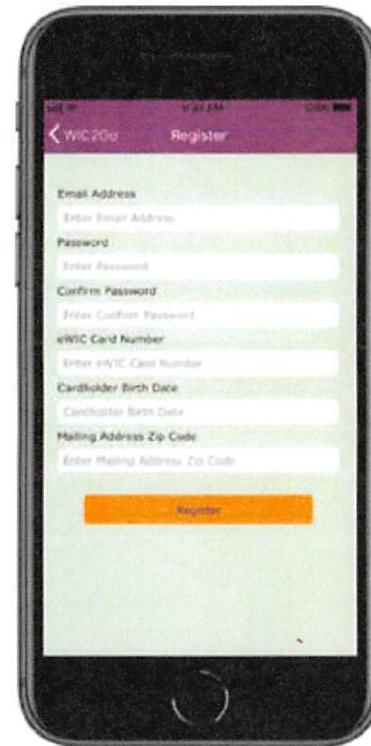 WIC2Go
Register
Email Address
Enter Email Address
Password
Enter Password
Confirm Password
Enter Confirm Password
eWIC Card Number
Enter eWIC Card Number
Cardholder Birth Date
Cardholder Birth Date
Mailing Address Zip Code
Enter Mailing Address Zip Code
Register